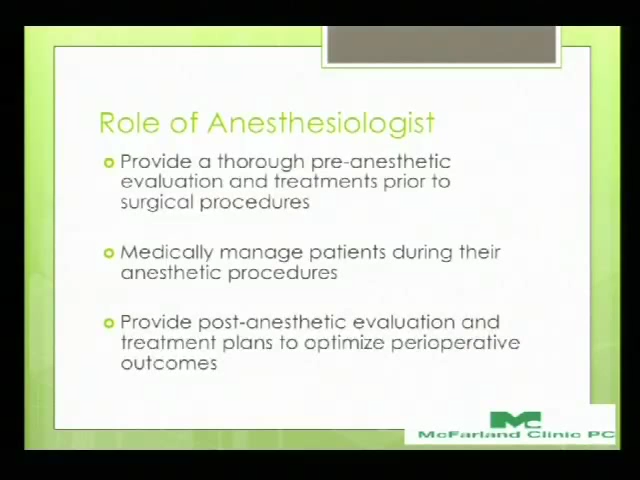 Role of Anesthesiologist
Provide a thorough pre-anesthetic
evaluation and treatments prior to
surgical procedures
Medically manage patients during their
anesthetic procedures
Provide post-anesthetic evaluation and
treatment plans to optimize perioperative
outcomes
MC
McFarland Clinic PC